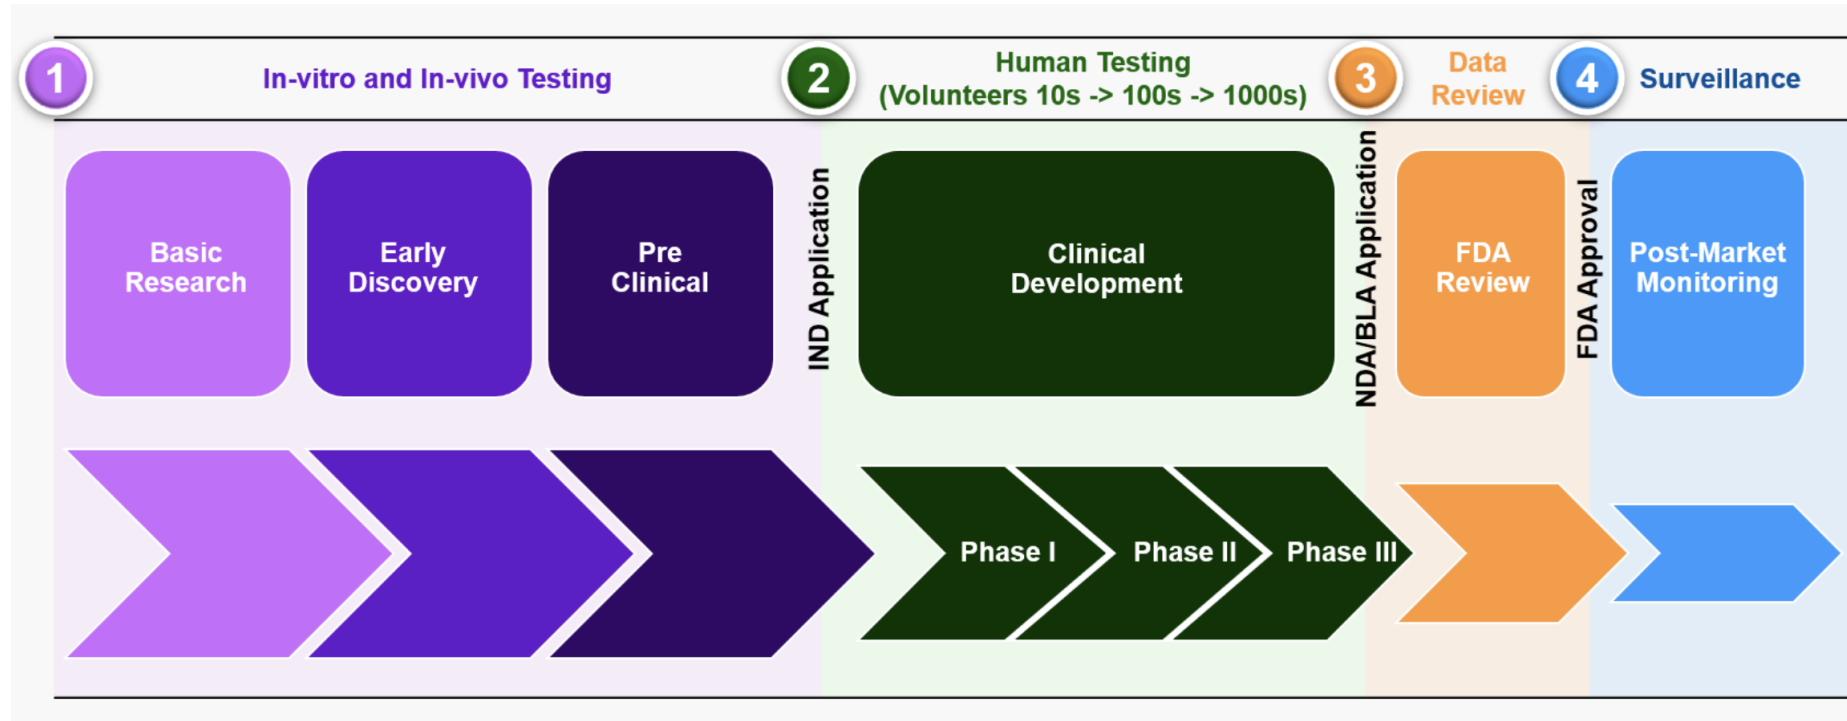 1
In-vitro and In-vivo Testing
2
Human Testing
(Volunteers 10s -> 100s -> 1000s)
3
Data
Review
4
Surveillance
Basic
Research
Early
Discovery
Pre
Clinical
IND Application
Clinical
Development
NDA/BLA Application
FDA
Review
FDA Approval
Post-Market
Monitoring
Phase I
Phase II
Phase III